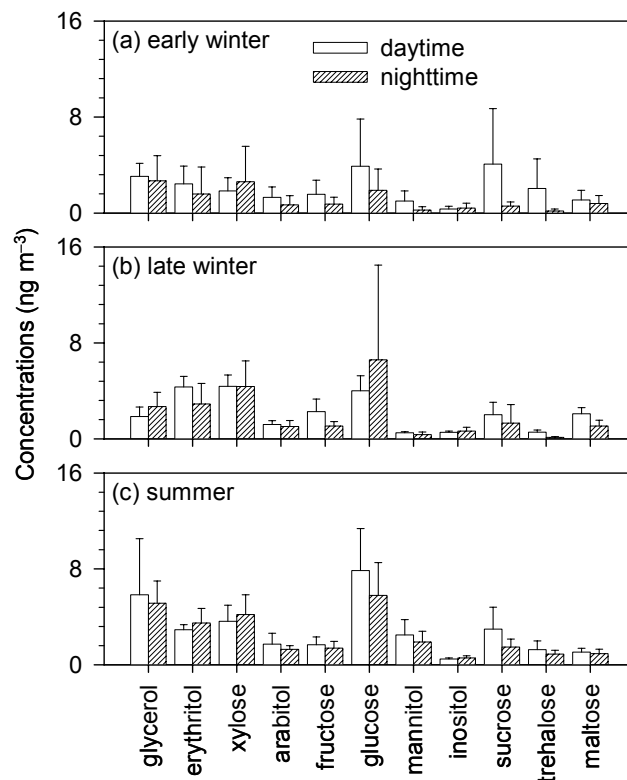 16
(a) early winter
daytime
nighttime
8
0
16
(b) late winter
8
0
16
(c) summer
8
0
Concentrations (ng m⁻³)
glycerol
erythritol
xylose
arabitol
fructose
glucose
mannitol
inositol
sucrose
trehalose
maltose